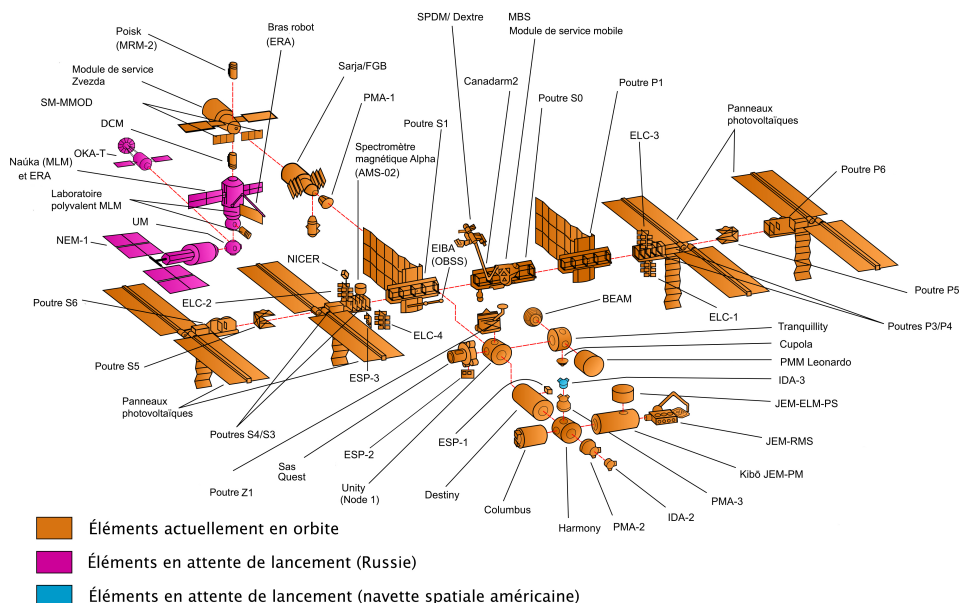 SPDM/ Dextre
MBS
Module de service mobile
Poisk
(MRM-2)
Bras robot
(ERA)
Sarja/FGB
Canadarm2
Module de service
Zvezda
Poutre P1
SM-MMOD
PMA-1
Poutre S0
Panneaux
photovoltaïques
DCM
Poutre S1
ELC-3
OKA-T
Spectromètre
magnétique Alpha
(AMS-02)
Naúka (MLM)
et ERA
Poutre P6
Laboratoire
polyvalent MLM
UM
NEM-1
EIBA
(OBSS)
NICER
Poutre P5
Poutre S6
ELC-2
BEAM
ELC-1
Poutres P3/P4
Tranquillity
ELC-4
Cupola
Poutre S5
ESP-3
PMM Leonardo
IDA-3
Panneaux
photovoltaïques
JEM-ELM-PS
Poutres S4/S3
ESP-2
ESP-1
JEM-RMS
Sas
Quest
Kibō JEM-PM
Poutre Z1
Unity
(Node 1)
Destiny
PMA-3
Columbus
IDA-2
Harmony
PMA-2
Éléments actuellement en orbite
Éléments en attente de lancement (Russie)
Éléments en attente de lancement (navette spatiale américaine)